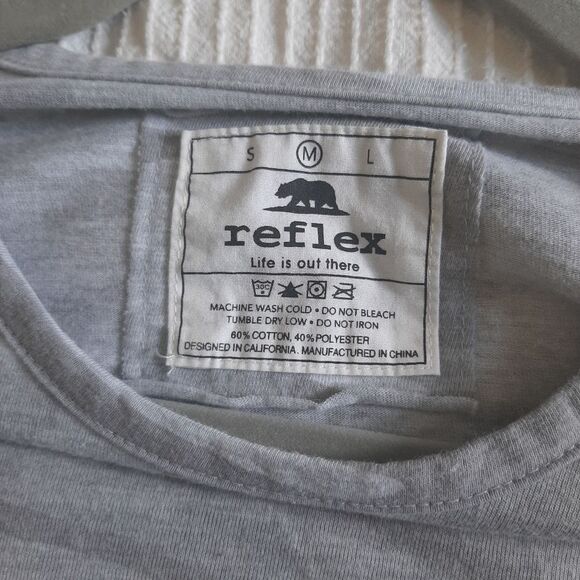 S M L
reflex
Life is out there
30C
MACHINE WASH COLD • DO NOT BLEACH
TUMBLE DRY LOW • DO NOT IRON
60% COTTON, 40% POLYESTER
DESIGNED IN CALIFORNIA. MANUFACTURED IN CHINA